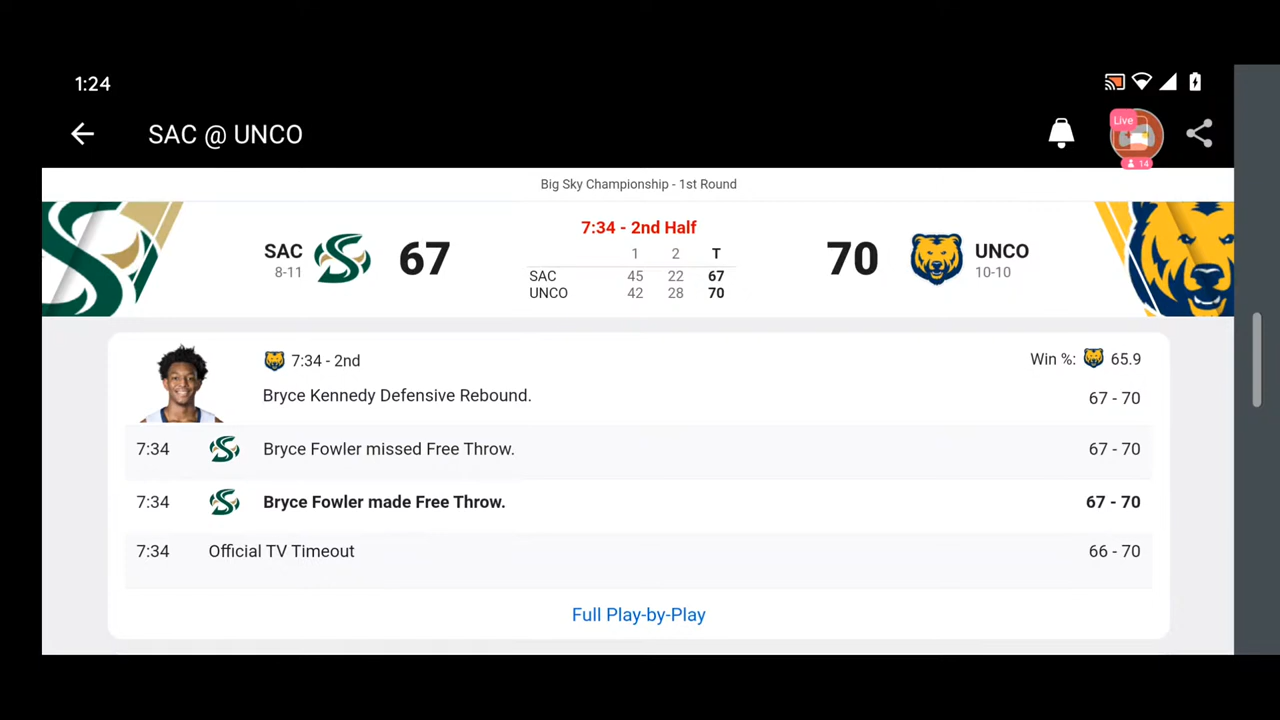 1:24
SAC @ UNCO
Live
14
Big Sky Championship - 1st Round
7:34 - 2nd Half
SAC
8-11
67
70
UNCO
10-10
1 2 T
SAC 45 22 67
UNCO 42 28 70
7:34 - 2nd
Win %: 65.9
Bryce Kennedy Defensive Rebound. 67 - 70
7:34 Bryce Fowler missed Free Throw. 67 - 70
7:34 Bryce Fowler made Free Throw. 67 - 70
7:34 Official TV Timeout 66 - 70
Full Play-by-Play